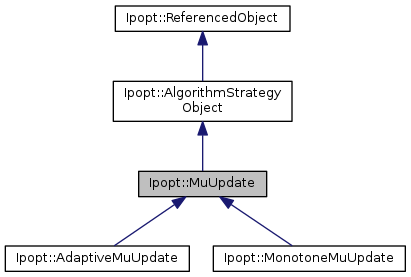 Ipopt::ReferencedObject
Ipopt::AlgorithmStrategy
Object
Ipopt::MuUpdate
Ipopt::AdaptiveMuUpdate
Ipopt::MonotoneMuUpdate